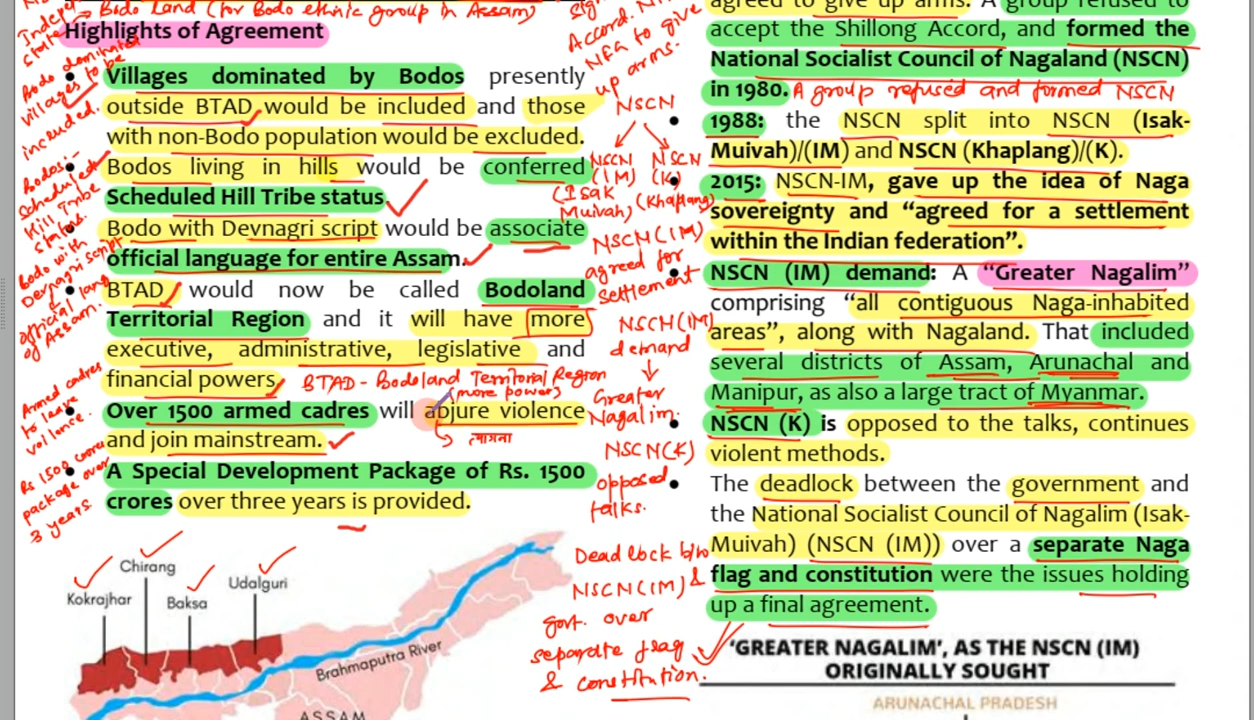 Bodo Land (for Bodo ethnic group in Assam)
Highlights of Agreement
Bodo dominated
villages to be
included.
• Villages dominated by Bodos presently
outside BTAD would be included and those
with non-Bodo population would be excluded.
Bodos:-
Scheduled
Hill Tribe
status.
• Bodos living in hills would be conferred
Scheduled Hill Tribe status.
Bodo with
Devnagri script
official lang
of Assam.
• Bodo with Devnagri script would be associate
official language for entire Assam.
• BTAD would now be called Bodoland
Territorial Region and it will have more
executive, administrative, legislative and
financial powers.
BTAD - Bodoland Territorial Region
(more powers)
Armed cadres
to leave
voilence.
• Over 1500 armed cadres will abjure violence
and join mainstream.
त्यागना
Rs 1500 crore
package over
3 years.
• A Special Development Package of Rs. 1500
crores over three years is provided.
Chirang
Udalguri
Kokrajhar
Baksa
Brahmaputra River
ASSAM
Accord.
NFG to give
up arms.
NSCN
NSCN NSCN
(IM) (K)
(Isak
Muivah) (Khaplang)
NSCN(IM)
agreed for
settlement
NSCN(IM)
demand
Greater
Nagalim.
NSCN(K)
opposed
talks.
Deadlock b/w
NSCN(IM) &
govt. over
separate flag
& constitution.
agreed to give up arms. A group refused to
accept the Shillong Accord, and formed the
National Socialist Council of Nagaland (NSCN)
in 1980. A group refused and formed NSCN
• 1988: the NSCN split into NSCN (Isak-
Muivah)/(IM) and NSCN (Khaplang)/(K).
• 2015: NSCN-IM, gave up the idea of Naga
sovereignty and “agreed for a settlement
within the Indian federation”.
• NSCN (IM) demand: A “Greater Nagalim”
comprising “all contiguous Naga-inhabited
areas”, along with Nagaland. That included
several districts of Assam, Arunachal and
Manipur, as also a large tract of Myanmar.
• NSCN (K) is opposed to the talks, continues
violent methods.
• The deadlock between the government and
the National Socialist Council of Nagalim (Isak-
Muivah) (NSCN (IM)) over a separate Naga
flag and constitution were the issues holding
up a final agreement.
‘GREATER NAGALIM’, AS THE NSCN (IM)
ORIGINALLY SOUGHT
ARUNACHAL PRADESH